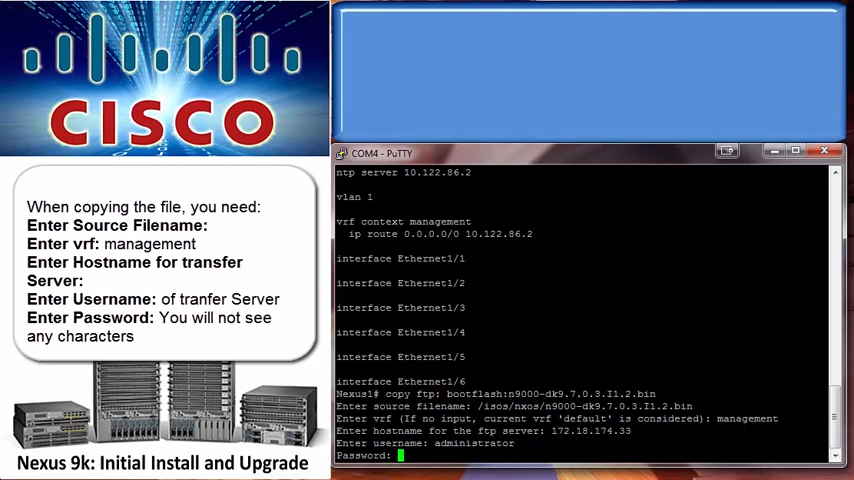 CISCO
When copying the file, you need:
Enter Source Filename:
Enter vrf: management
Enter Hostname for transfer
Server:
Enter Username: of tranfer Server
Enter Password: You will not see
any characters
Nexus 9k: Initial Install and Upgrade
COM4 - PuTTY
ntp server 10.122.86.2
vlan 1
vrf context management
ip route 0.0.0.0/0 10.122.86.2
interface Ethernet1/1
interface Ethernet1/2
interface Ethernet1/3
interface Ethernet1/4
interface Ethernet1/5
interface Ethernet1/6
Nexus1# copy ftp: bootflash:n9000-dk9.7.0.3.I1.2.bin
Enter source filename: /isos/nxos/n9000-dk9.7.0.3.I1.2.bin
Enter vrf (If no input, current vrf 'default' is considered): management
Enter hostname for the ftp server: 172.18.174.33
Enter username: administrator
Password: